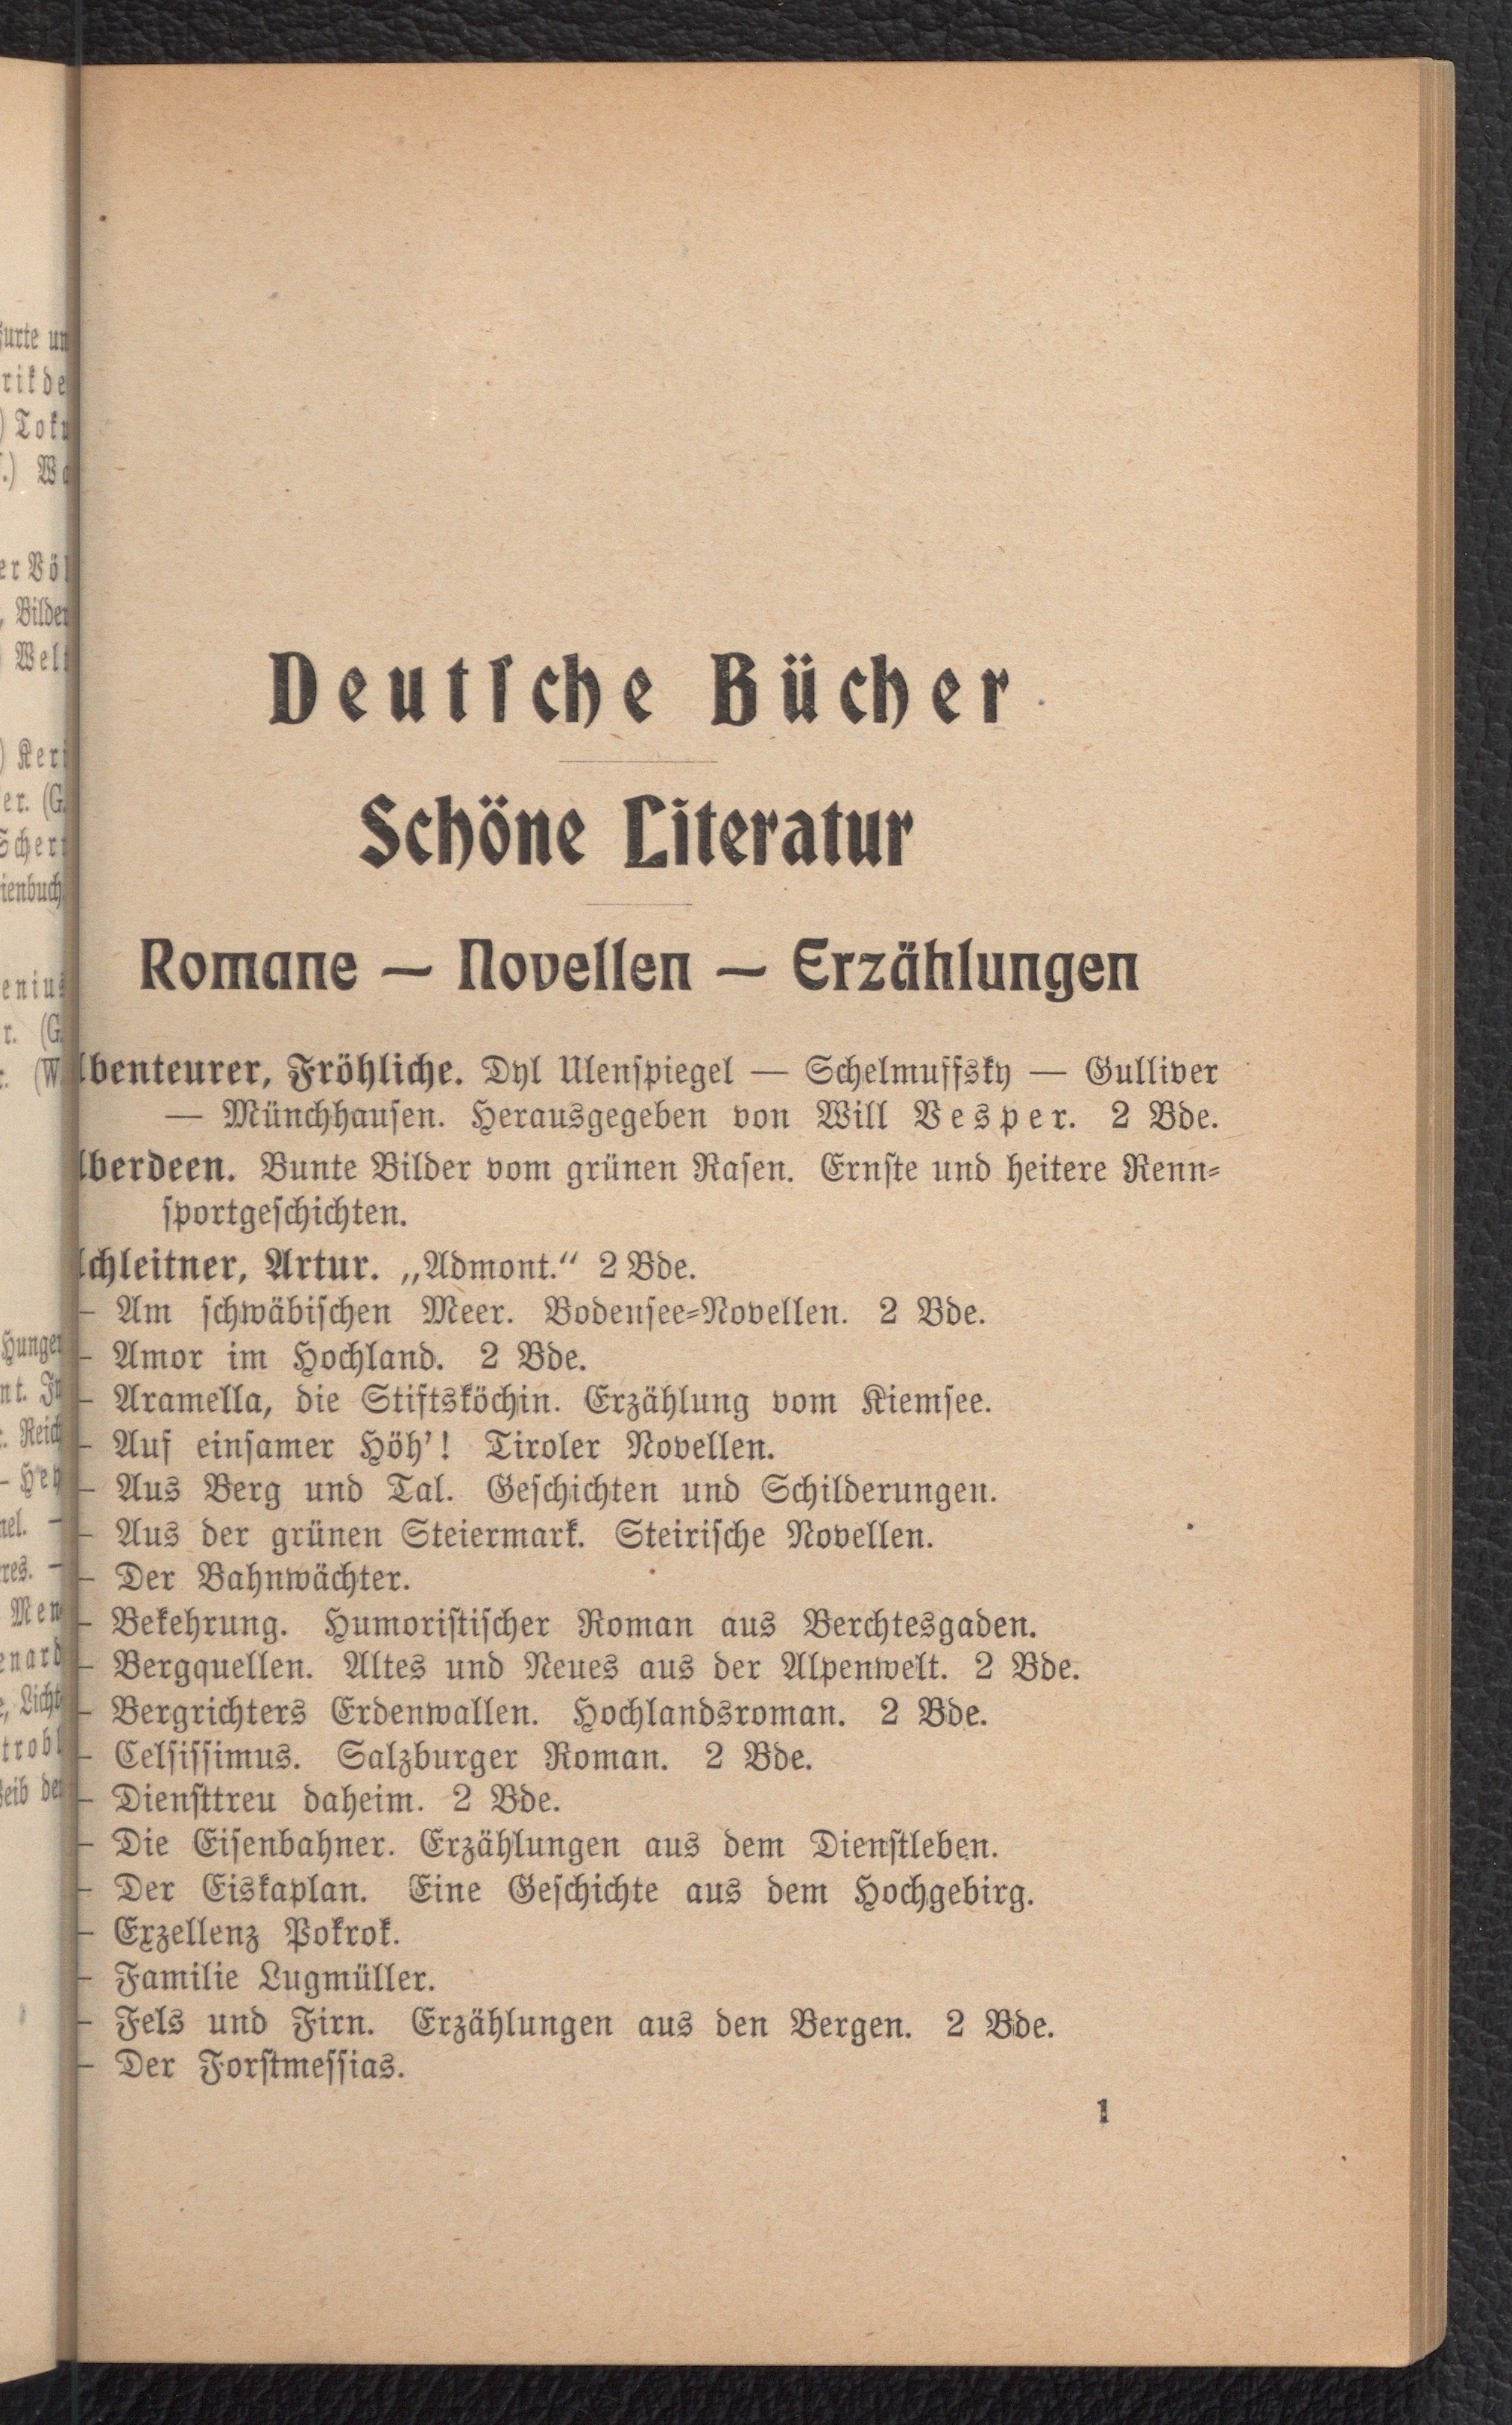 Deutsche Bücher
Schöne Literatur
Romane — Novellen — Erzählungen
benteurer, Fröhliche. Dyl Ulenspiegel — Schelmuffsky — Gulliver
— Münchhausen. Herausgegeben von Will Vesper. 2 Bde.
berdeen. Bunte Bilder vom grünen Rasen. Ernste und heitere Renn-
sportgeschichten.
chleitner, Artur. „Admont.“ 2 Bde.
— Am schwäbischen Meer. Bodensee-Novellen. 2 Bde.
— Amor im Hochland. 2 Bde.
— Aramella, die Stiftsköchin. Erzählung vom Kiemsee.
— Auf einsamer Höh’! Tiroler Novellen.
— Aus Berg und Tal. Geschichten und Schilderungen.
— Aus der grünen Steiermark. Steirische Novellen.
— Der Bahnwächter.
— Bekehrung. Humoristischer Roman aus Berchtesgaden.
— Bergquellen. Altes und Neues aus der Alpenwelt. 2 Bde.
— Bergrichters Erdenwallen. Hochlandsroman. 2 Bde.
— Celsissimus. Salzburger Roman. 2 Bde.
— Diensttreu daheim. 2 Bde.
— Die Eisenbahner. Erzählungen aus dem Dienstleben.
— Der Eiskaplan. Eine Geschichte aus dem Hochgebirg.
— Exzellenz Pokrok.
— Familie Lugmüller.
— Fels und Firn. Erzählungen aus den Bergen. 2 Bde.
— Der Forstmessias.
1